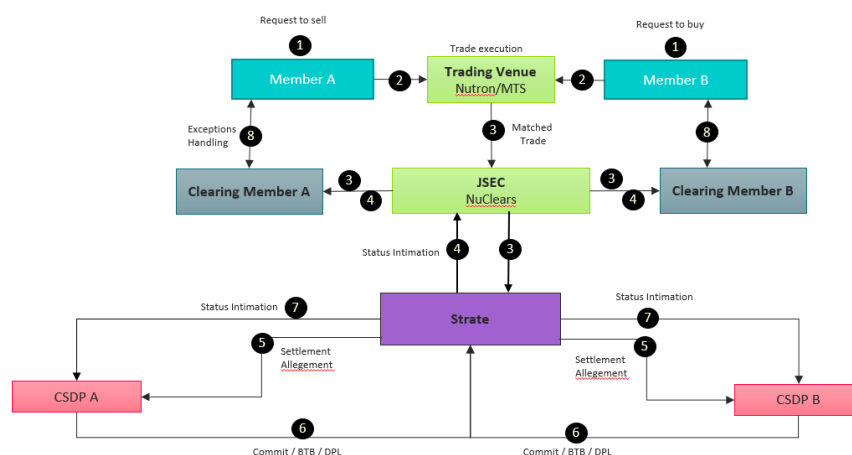 Request to sell
Request to buy
1
1
Trade execution
Member A
2
Trading Venue
Nutron/MTS
2
Member B
Exceptions
Handling
8
3
Matched
Trade
8
Clearing Member A
3
4
JSEC
NuClears
3
4
Clearing Member B
Status Intimation
4
3
Status Intimation
7
Strate
Status Intimation
7
5
Settlement
Allegement
Settlement
Allegement
5
CSDP A
CSDP B
6
6
Commit / BTB / DPL
Commit / BTB / DPL